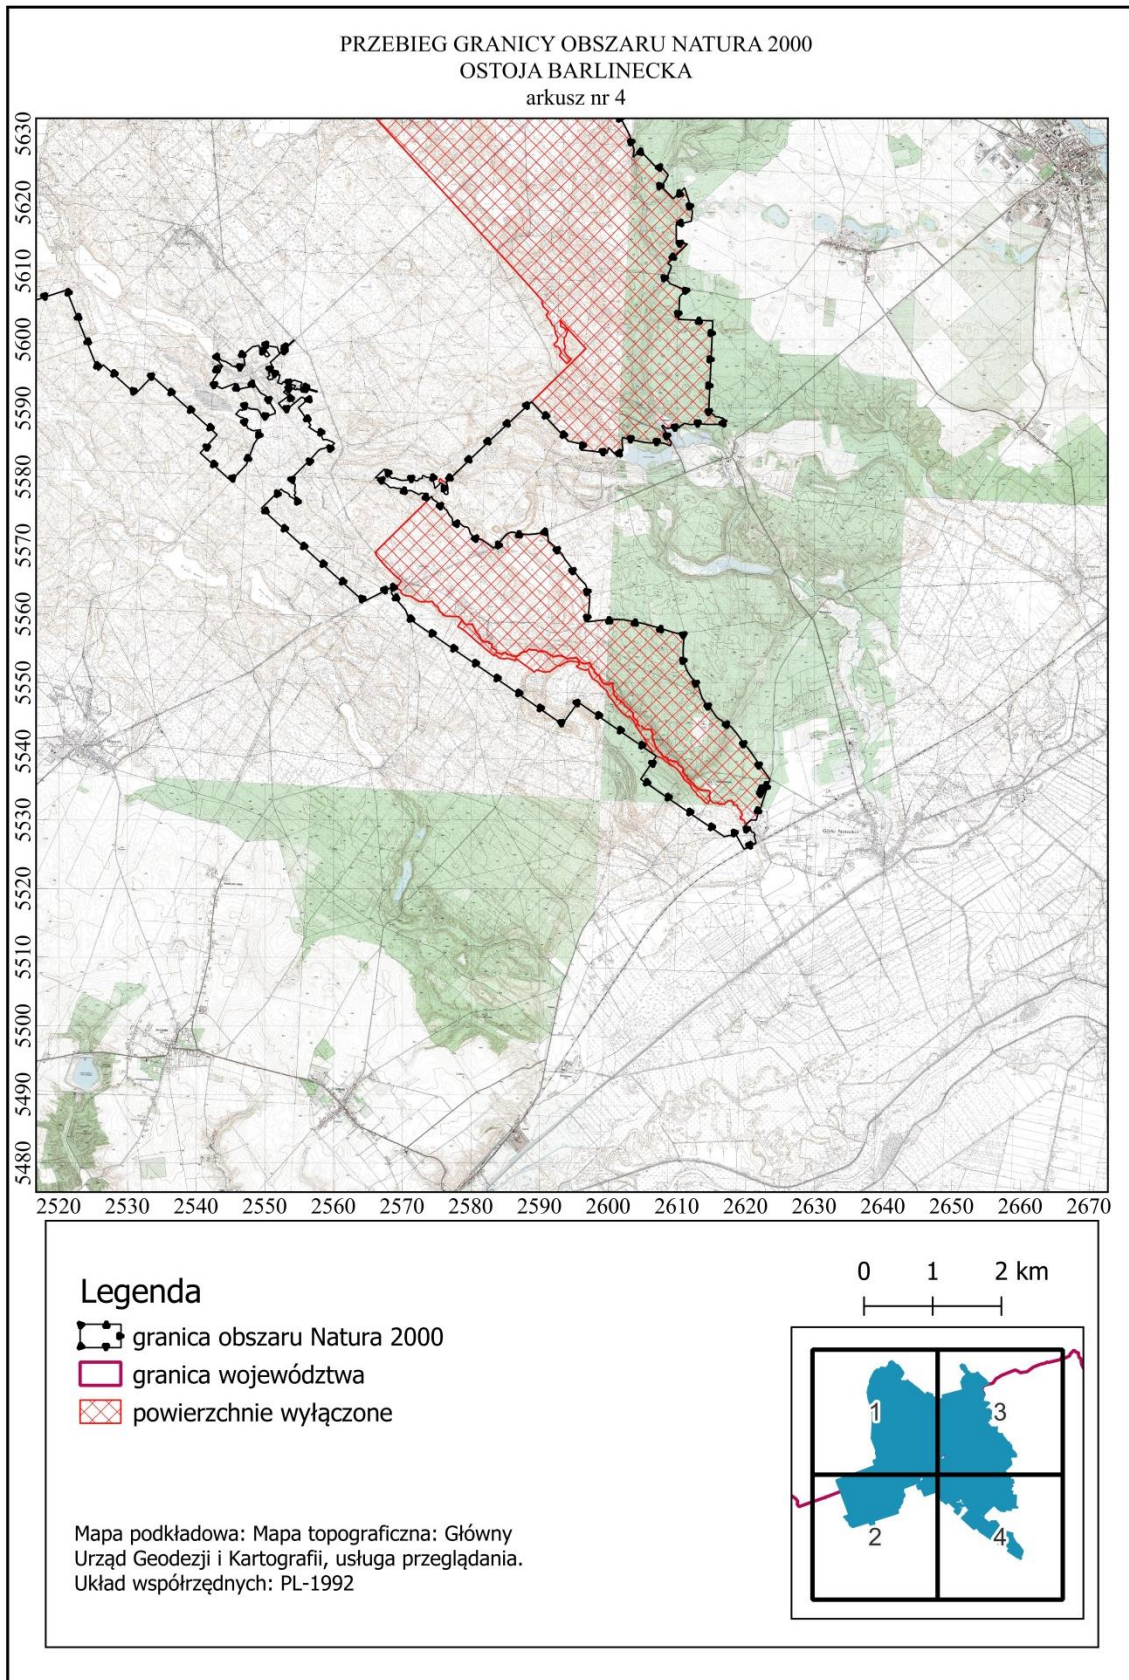 PRZEBIEG GRANICY OBSZARU NATURA 2000
OSTOJA BARLINECKA
arkusz nr 4
5630
5620
5610
5600
5590
5580
5570
5560
5550
5540
5530
5520
5510
5500
5490
5480
2520 2530 2540 2550 2560 2570 2580 2590 2600 2610 2620 2630 2640 2650 2660 2670
Legenda
granica obszaru Natura 2000
granica województwa
powierzchnie wyłączone
0 1 2 km
1
3
2
4
Mapa podkładowa: Mapa topograficzna: Główny
Urząd Geodezji i Kartografii, usługa przeglądania.
Układ współrzędnych: PL-1992